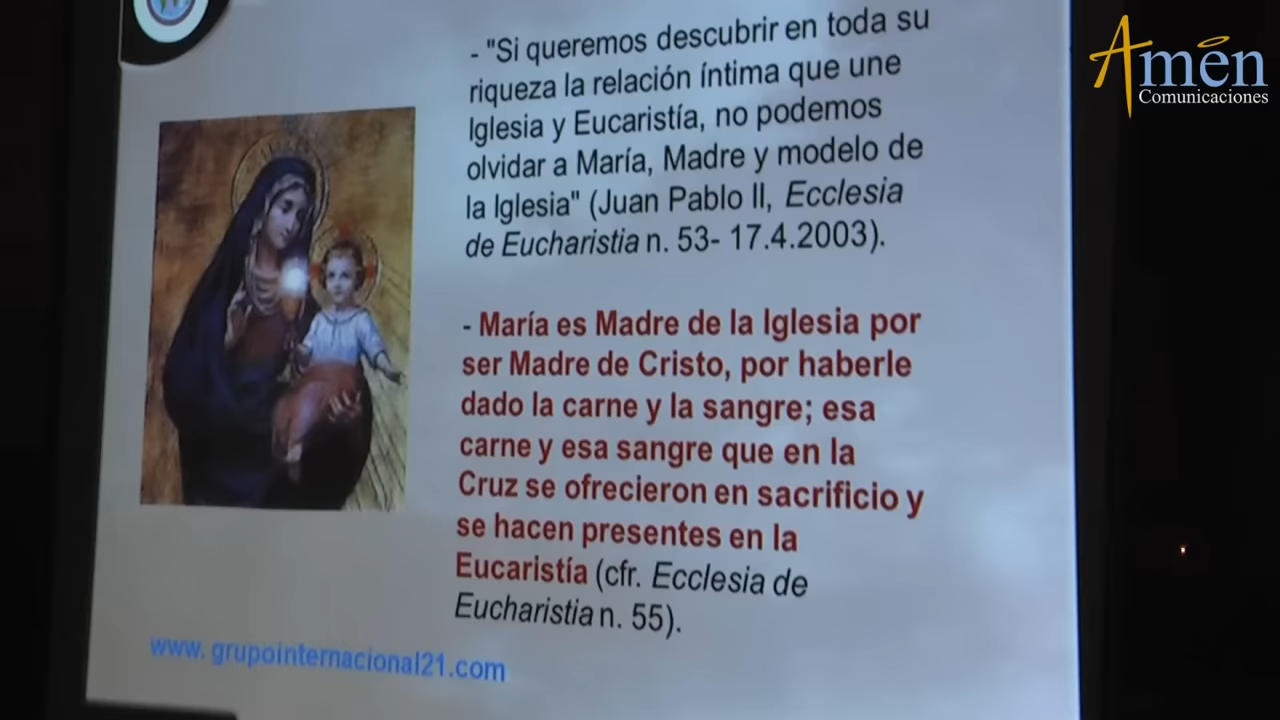 Amén
Comunicaciones
- "Si queremos descubrir en toda su
riqueza la relación íntima que une
Iglesia y Eucaristía, no podemos
olvidar a María, Madre y modelo de
la Iglesia" (Juan Pablo II, Ecclesia
de Eucharistia n. 53- 17.4.2003).
- María es Madre de la Iglesia por
ser Madre de Cristo, por haberle
dado la carne y la sangre; esa
carne y esa sangre que en la
Cruz se ofrecieron en sacrificio y
se hacen presentes en la
Eucaristía (cfr. Ecclesia de
Eucharistia n. 55).
www. grupointernacional21.com